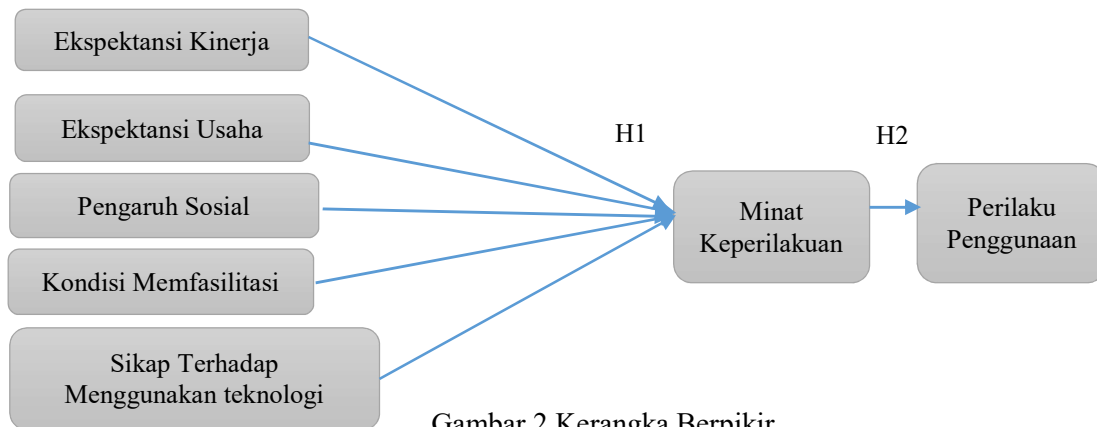 Ekspektansi Kinerja
Ekspektansi Usaha
Pengaruh Sosial
Kondisi Memfasilitasi
Sikap Terhadap
Menggunakan teknologi
H1
Minat
Keperilakuan
H2
Perilaku
Penggunaan
Gambar 2 Kerangka Berpikir